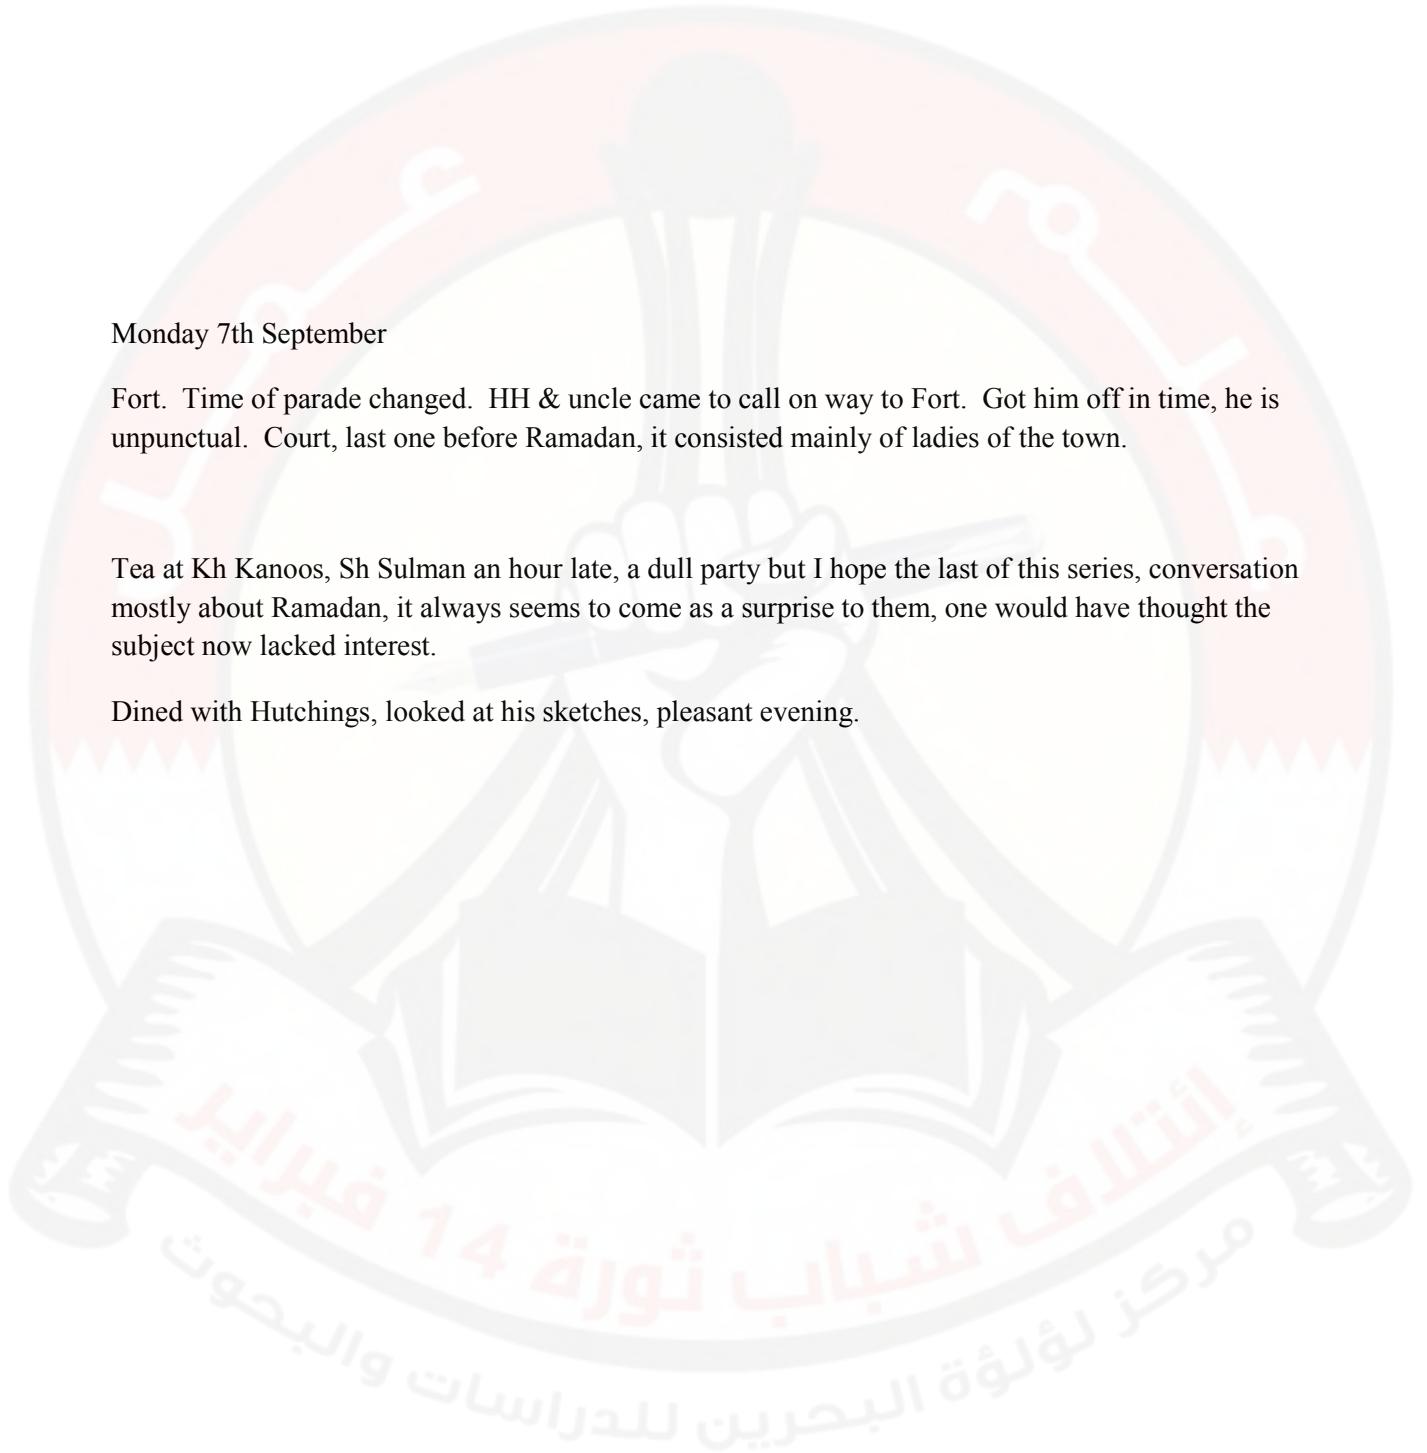 علم عمل
Monday 7th September
Fort.  Time of parade changed.  HH & uncle came to call on way to Fort.  Got him off in time, he is
unpunctual.  Court, last one before Ramadan, it consisted mainly of ladies of the town.
Tea at Kh Kanoos, Sh Sulman an hour late, a dull party but I hope the last of this series, conversation
mostly about Ramadan, it always seems to come as a surprise to them, one would have thought the
subject now lacked interest.
Dined with Hutchings, looked at his sketches, pleasant evening.
إئتلاف شباب ثورة 14 فبراير
مركز لؤلؤة البحرين للدراسات والبحوث